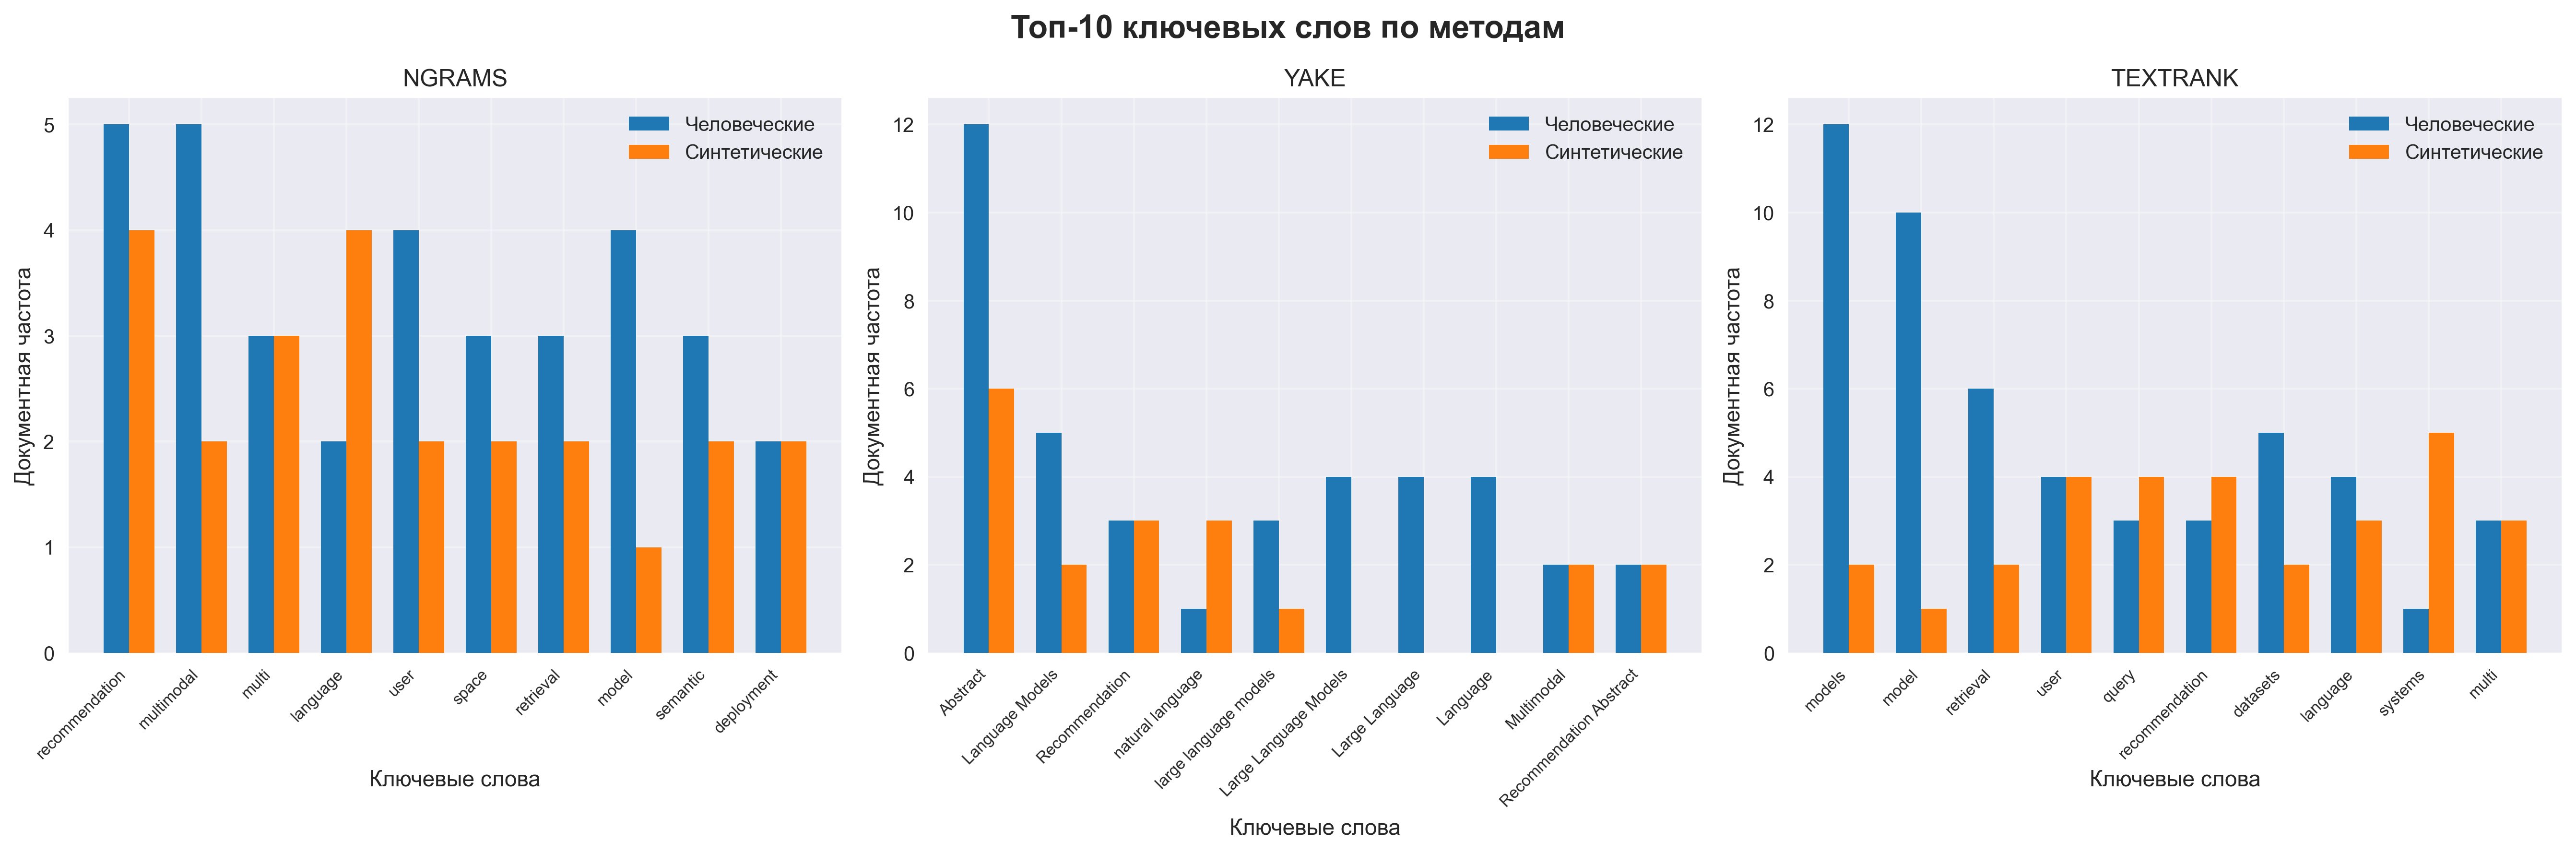 Топ-10 ключевых слов по методам
NGRAMS
Документная частота
5
4
3
2
1
0
Человеческие
Синтетические
recommendation
multimodal
multi
language
user
space
retrieval
model
semantic
deployment
Ключевые слова
YAKE
Документная частота
12
10
8
6
4
2
0
Человеческие
Синтетические
Abstract
Language Models
Recommendation
natural language
large language models
Large Language Models
Large Language
Language
Multimodal
Recommendation Abstract
Ключевые слова
TEXTRANK
Документная частота
12
10
8
6
4
2
0
Человеческие
Синтетические
models
model
retrieval
user
query
recommendation
datasets
language
systems
multi
Ключевые слова